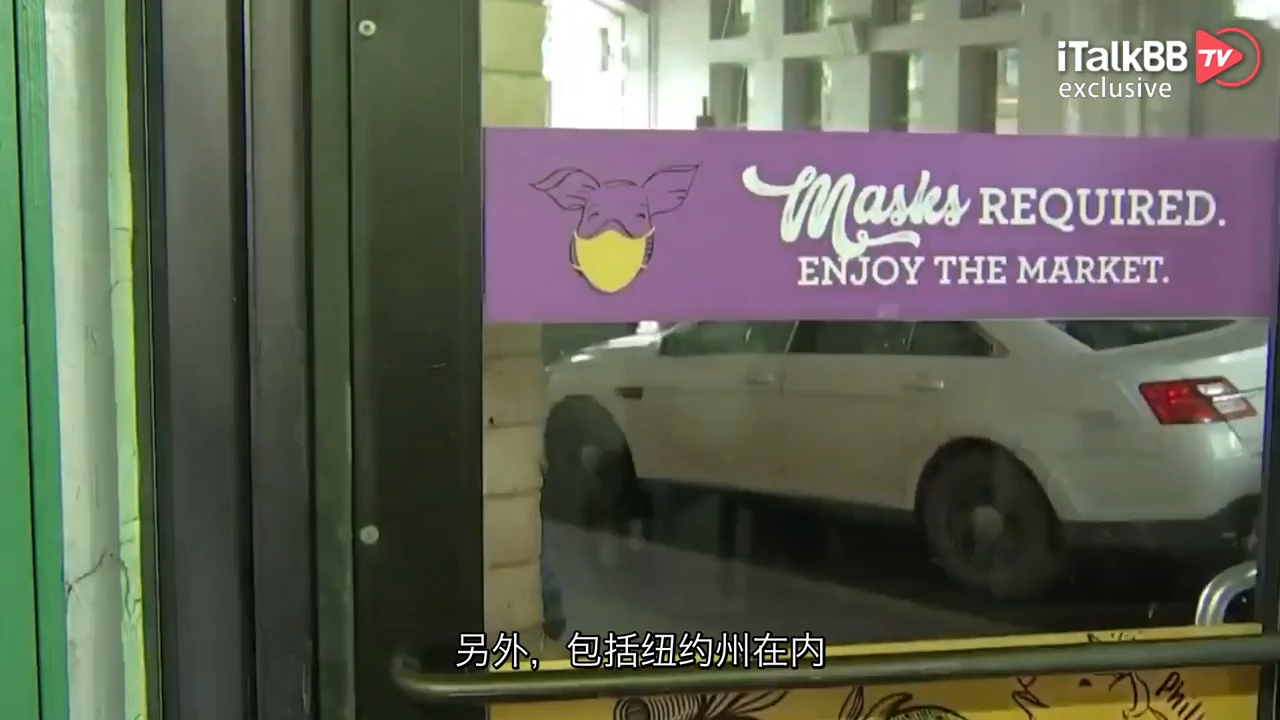 iTalkBB TV
exclusive
Masks REQUIRED.
ENJOY THE MARKET.
另外，包括纽约州在内